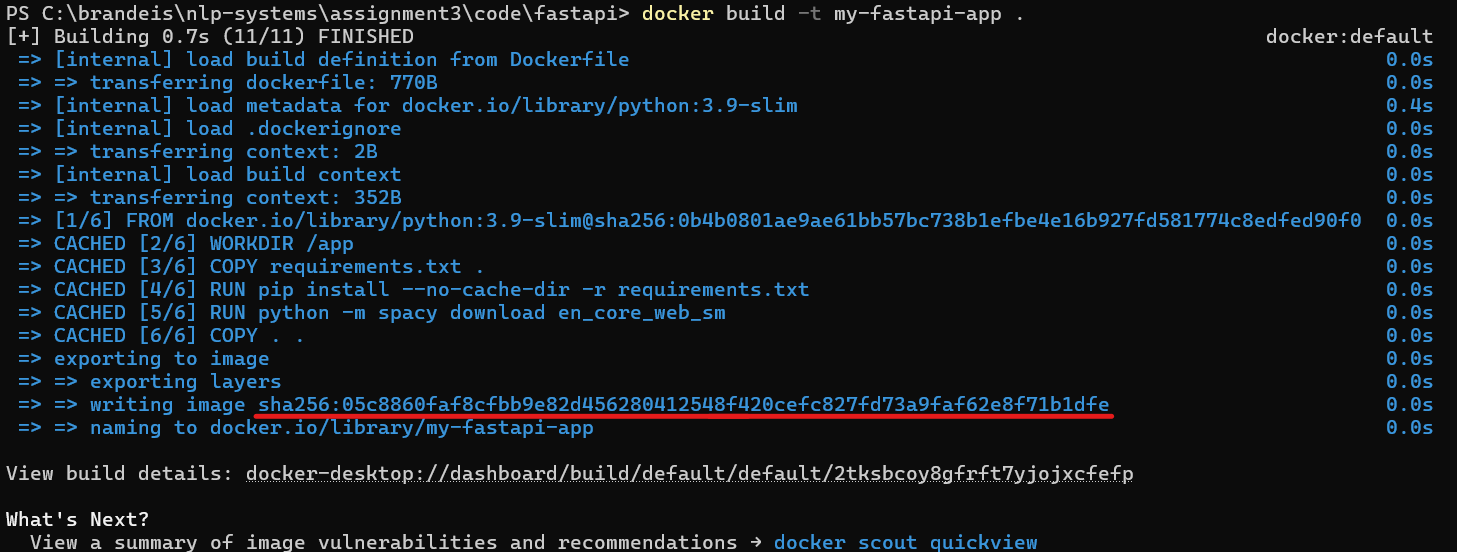 PS C:\brandeis\nlp-systems\assignment3\code\fastapi> docker build -t my-fastapi-app .
[+] Building 0.7s (11/11) FINISHED docker:default
=> [internal] load build definition from Dockerfile 0.0s
=> => transferring dockerfile: 770B 0.0s
=> [internal] load metadata for docker.io/library/python:3.9-slim 0.4s
=> [internal] load .dockerignore 0.0s
=> => transferring context: 2B 0.0s
=> [internal] load build context 0.0s
=> => transferring context: 352B 0.0s
=> [1/6] FROM docker.io/library/python:3.9-slim@sha256:0b4b0801ae9ae61bb57bc738b1efbe4e16b927fd581774c8edfed90f0 0.0s
=> CACHED [2/6] WORKDIR /app 0.0s
=> CACHED [3/6] COPY requirements.txt . 0.0s
=> CACHED [4/6] RUN pip install --no-cache-dir -r requirements.txt 0.0s
=> CACHED [5/6] RUN python -m spacy download en_core_web_sm 0.0s
=> CACHED [6/6] COPY . . 0.0s
=> exporting to image 0.0s
=> => exporting layers 0.0s
=> => writing image sha256:05c8860faf8cfbb9e82d456280412548f420cefc827fd73a9faf62e8f71b1dfe 0.0s
=> => naming to docker.io/library/my-fastapi-app 0.0s
View build details: docker-desktop://dashboard/build/default/default/2tksbcoy8gfrft7yjojxcfefp
What's Next?
View a summary of image vulnerabilities and recommendations → docker scout quickview